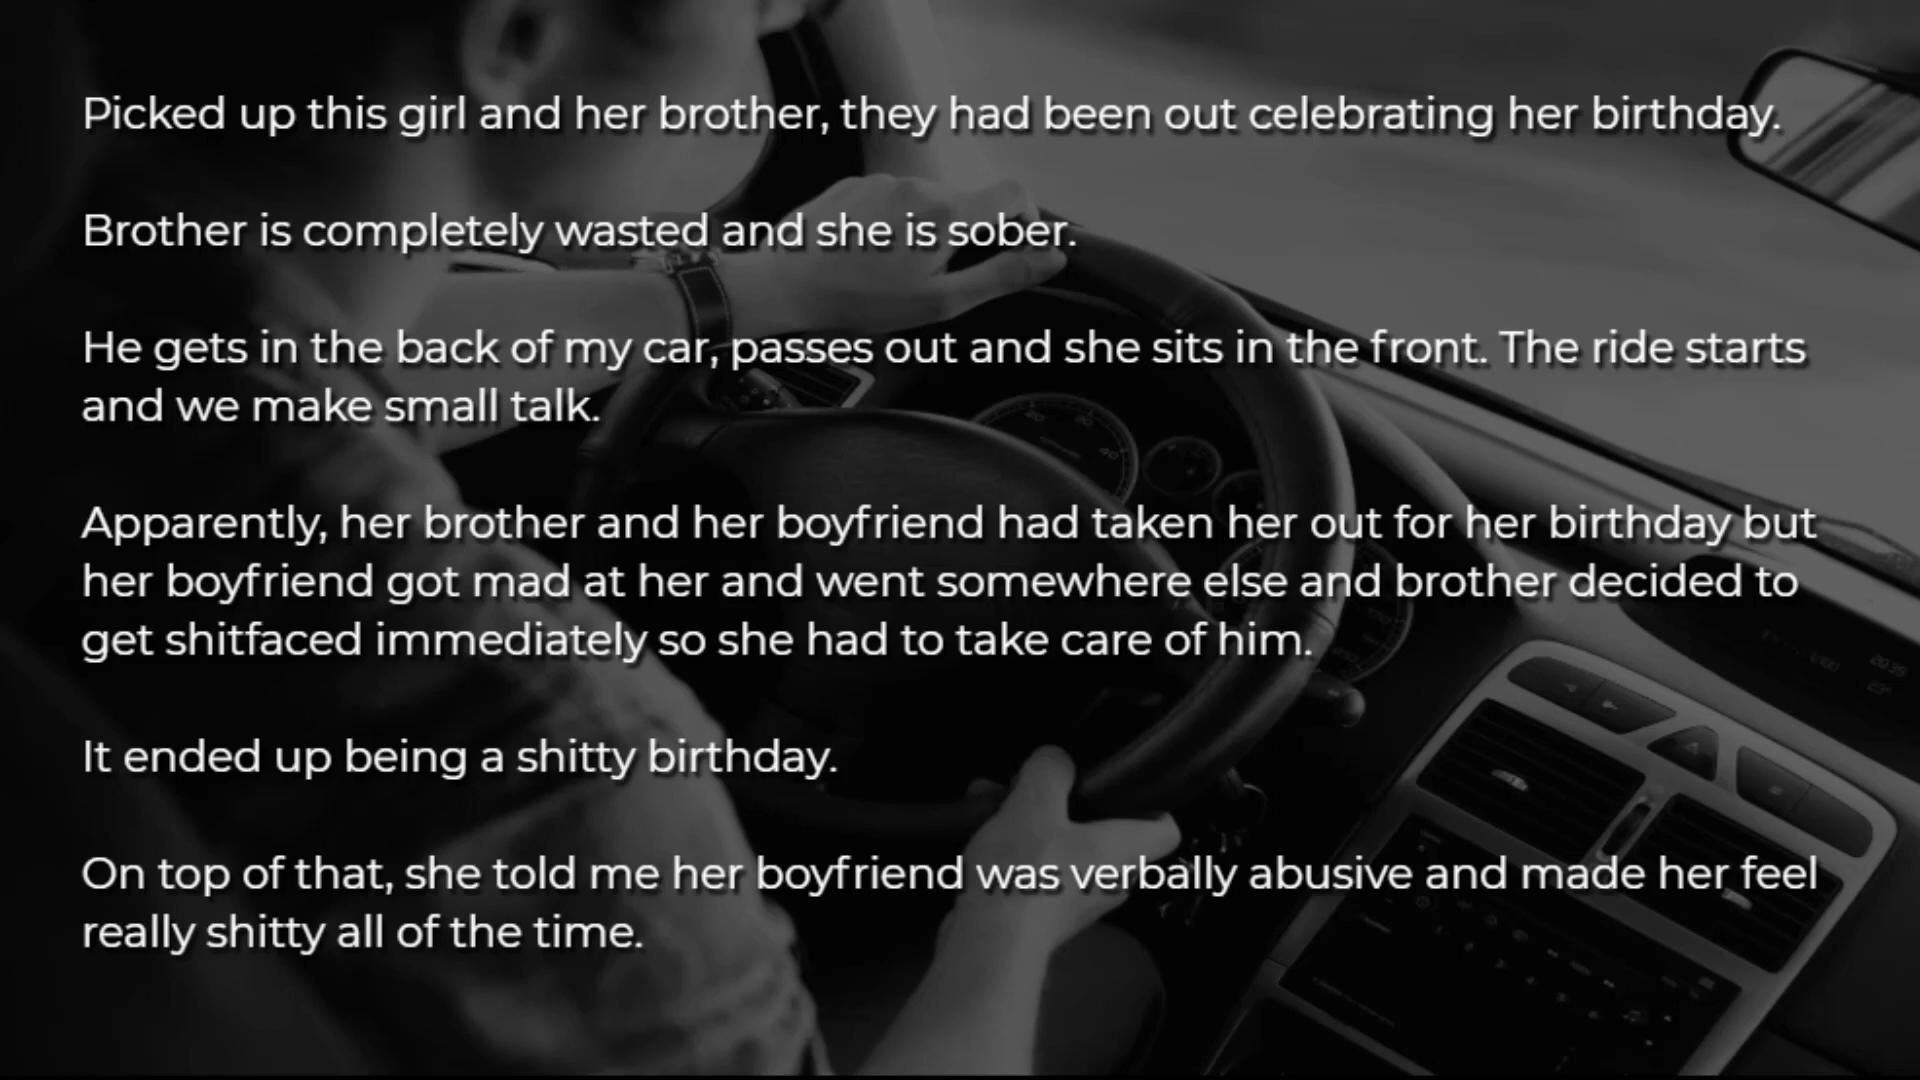 Picked up this girl and her brother, they had been out celebrating her birthday.
Brother is completely wasted and she is sober.
He gets in the back of my car, passes out and she sits in the front. The ride starts
and we make small talk.
Apparently, her brother and her boyfriend had taken her out for her birthday but
her boyfriend got mad at her and went somewhere else and brother decided to
get shitfaced immediately so she had to take care of him.
It ended up being a shitty birthday.
On top of that, she told me her boyfriend was verbally abusive and made her feel
really shitty all of the time.